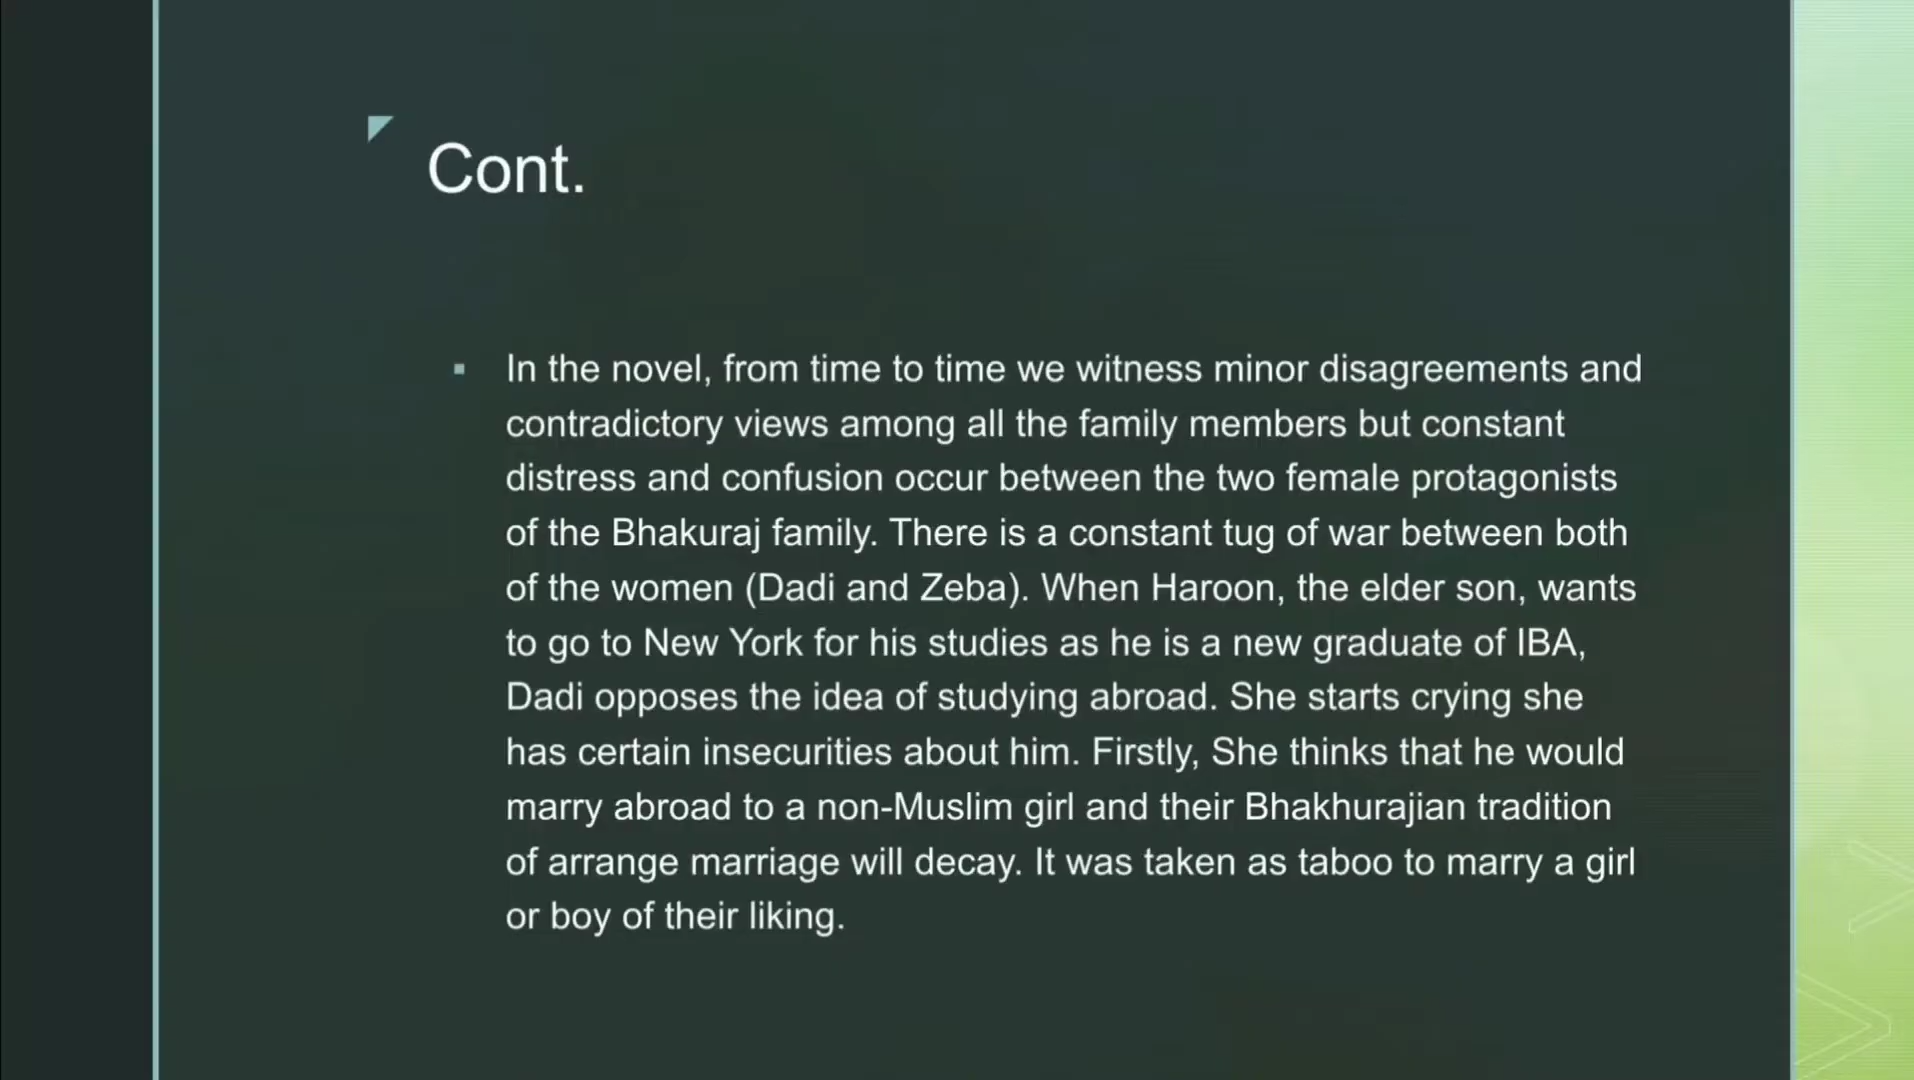 Cont.
In the novel, from time to time we witness minor disagreements and
contradictory views among all the family members but constant
distress and confusion occur between the two female protagonists
of the Bhakuraj family. There is a constant tug of war between both
of the women (Dadi and Zeba). When Haroon, the elder son, wants
to go to New York for his studies as he is a new graduate of IBA,
Dadi opposes the idea of studying abroad. She starts crying she
has certain insecurities about him. Firstly, She thinks that he would
marry abroad to a non-Muslim girl and their Bhakhurajian tradition
of arrange marriage will decay. It was taken as taboo to marry a girl
or boy of their liking.